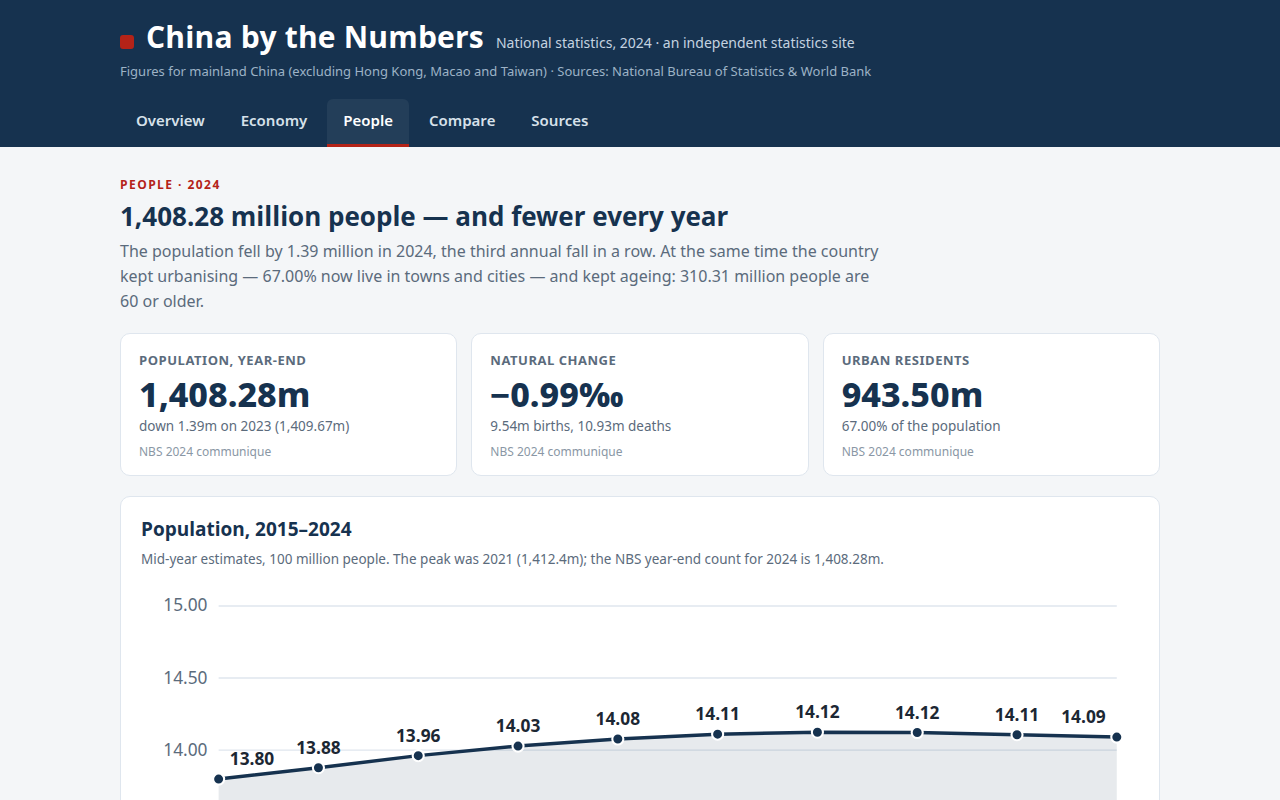 China by the Numbers National statistics, 2024 · an independent statistics site
Figures for mainland China (excluding Hong Kong, Macao and Taiwan) · Sources: National Bureau of Statistics & World Bank
Overview Economy People Compare Sources
PEOPLE · 2024
1,408.28 million people — and fewer every year
The population fell by 1.39 million in 2024, the third annual fall in a row. At the same time the country
kept urbanising — 67.00% now live in towns and cities — and kept ageing: 310.31 million people are
60 or older.
POPULATION, YEAR-END
1,408.28m
down 1.39m on 2023 (1,409.67m)
NBS 2024 communique
NATURAL CHANGE
−0.99‰
9.54m births, 10.93m deaths
NBS 2024 communique
URBAN RESIDENTS
943.50m
67.00% of the population
NBS 2024 communique
Population, 2015–2024
Mid-year estimates, 100 million people. The peak was 2021 (1,412.4m); the NBS year-end count for 2024 is 1,408.28m.
15.00
14.50
14.00
13.80 13.88 13.96 14.03 14.08 14.11 14.12 14.12 14.11 14.09